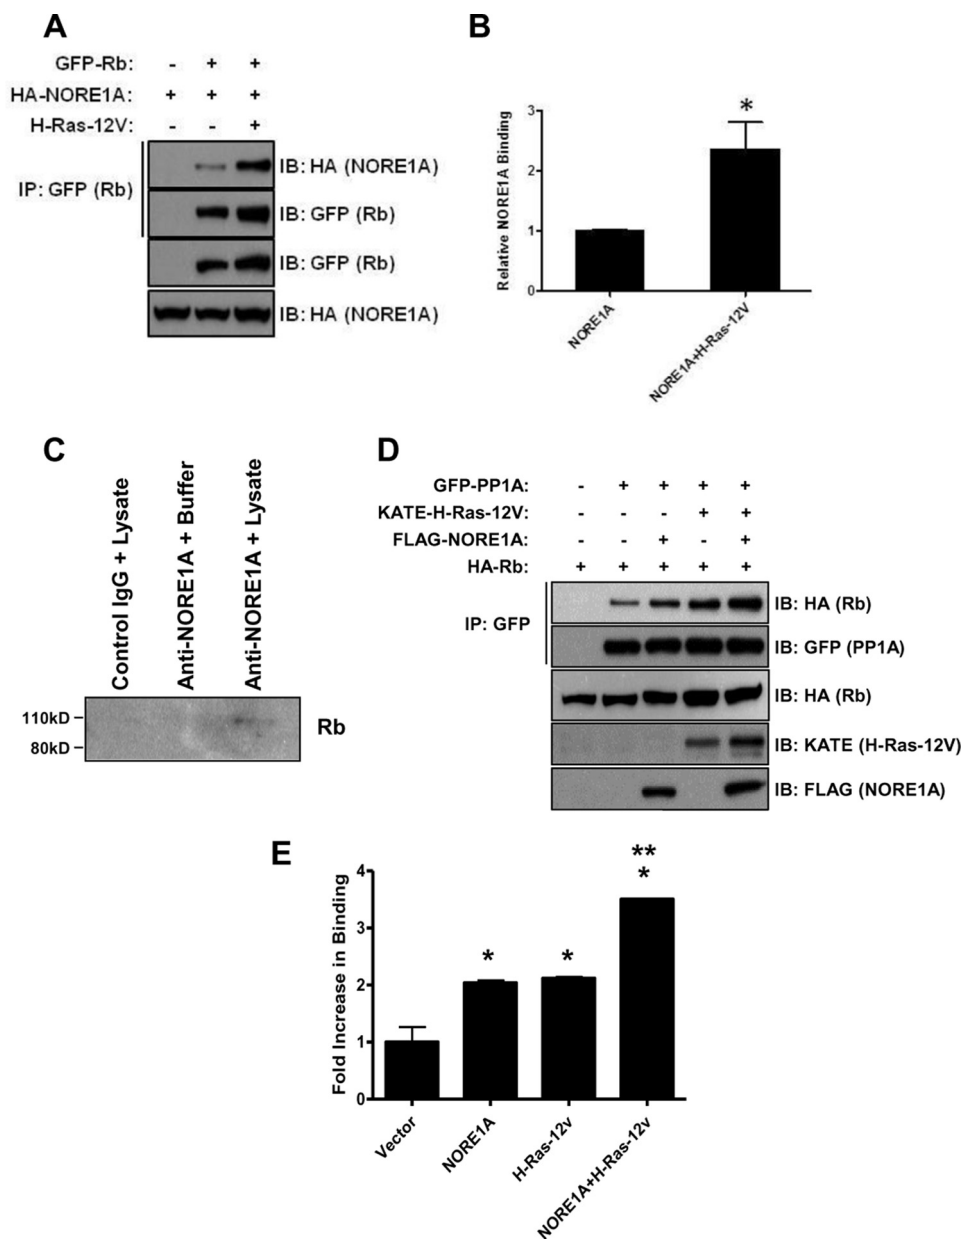 A
GFP-Rb: - + +
HA-NORE1A: + + +
H-Ras-12V: - - +
IP: GFP (Rb)
IB: HA (NORE1A)
IB: GFP (Rb)
IB: GFP (Rb)
IB: HA (NORE1A)
B
Relative NORE1A Binding
3
2
1
0
*
NORE1A
NORE1A+H-Ras-12V
C
Control IgG + Lysate
Anti-NORE1A + Buffer
Anti-NORE1A + Lysate
110kD
80kD
Rb
D
GFP-PP1A: - + + + +
KATE-H-Ras-12V: - - - + +
FLAG-NORE1A: - - + - +
HA-Rb: + + + + +
IP: GFP
IB: HA (Rb)
IB: GFP (PP1A)
IB: HA (Rb)
IB: KATE (H-Ras-12V)
IB: FLAG (NORE1A)
E
Fold Increase in Binding
4
3
2
1
0
*
*
**
*
Vector
NORE1A
H-Ras-12v
NORE1A+H-Ras-12v